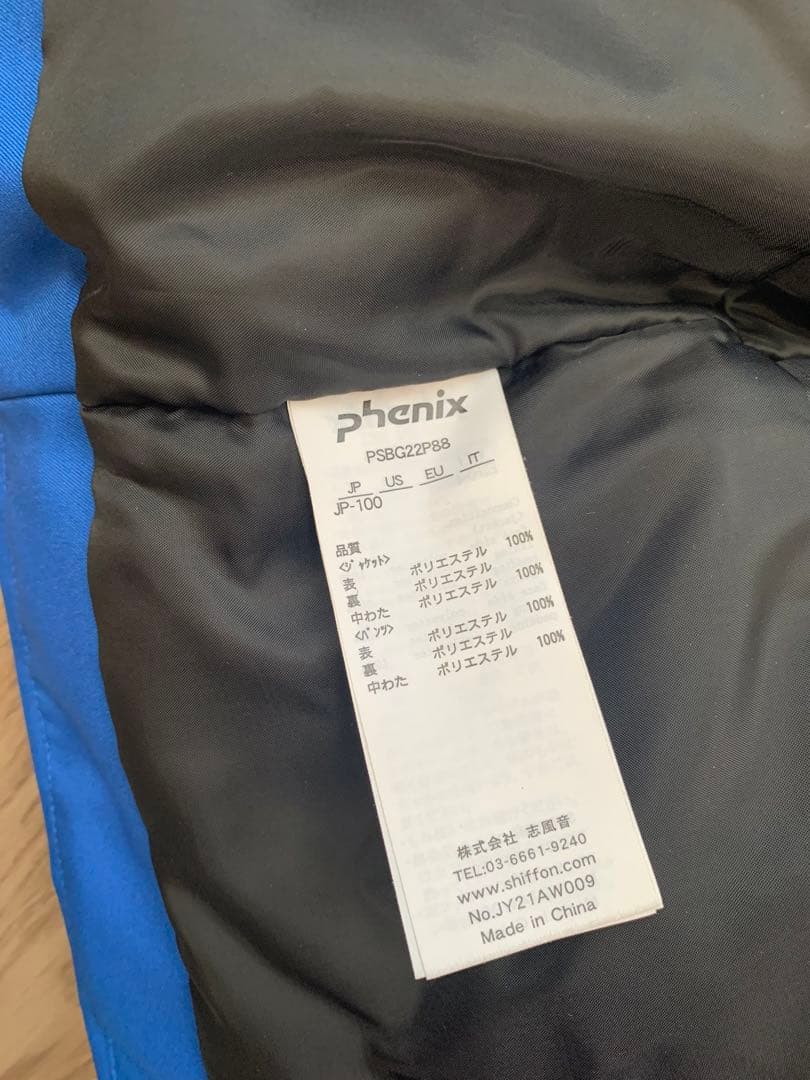 phenix
PSBG22P88
JP US EU IT
JP-100
品質
<ジャケット>
表 ポリエステル 100%
裏 ポリエステル
中わた ポリエステル 100%
<パンツ>
表 ポリエステル 100%
裏 ポリエステル
中わた ポリエステル 100%
株式会社 志風音
TEL:03-6661-9240
www.shiffon.com
No.JY21AW009
Made in China